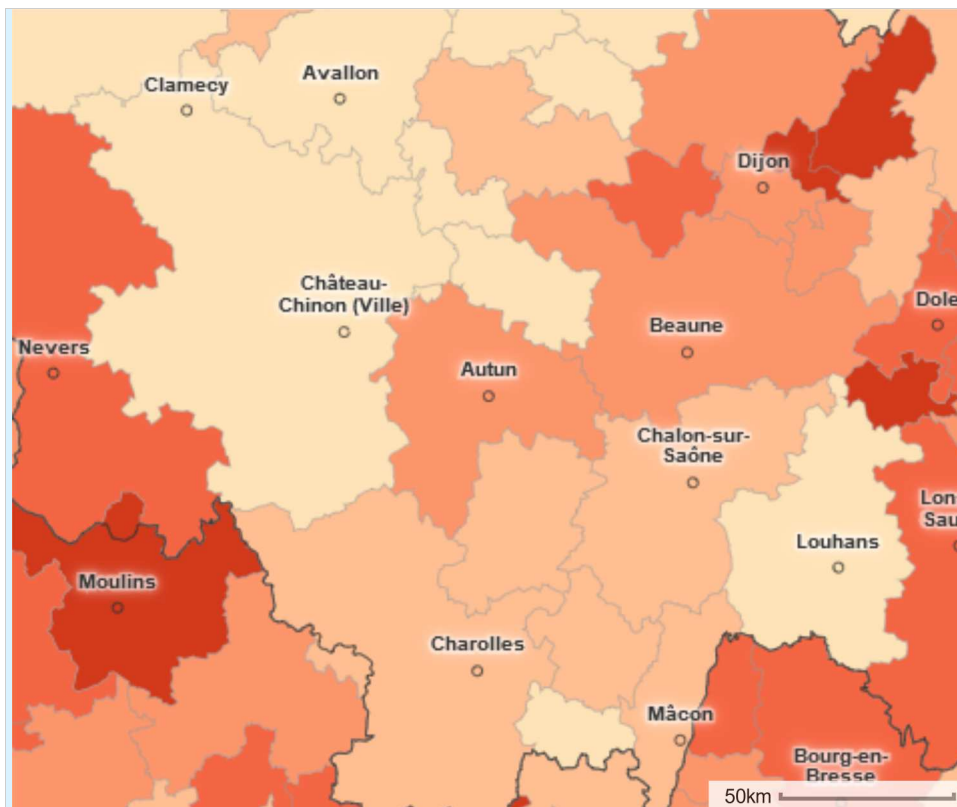 Avallon
Clamecy
Dijon
Château-
Chinon (Ville)
Dole
Beaune
Nevers
Autun
Chalon-sur-
Saône
Lon
Sau
Louhans
Moulins
Charolles
Mâcon
Bourg-en-
Bresse
50km